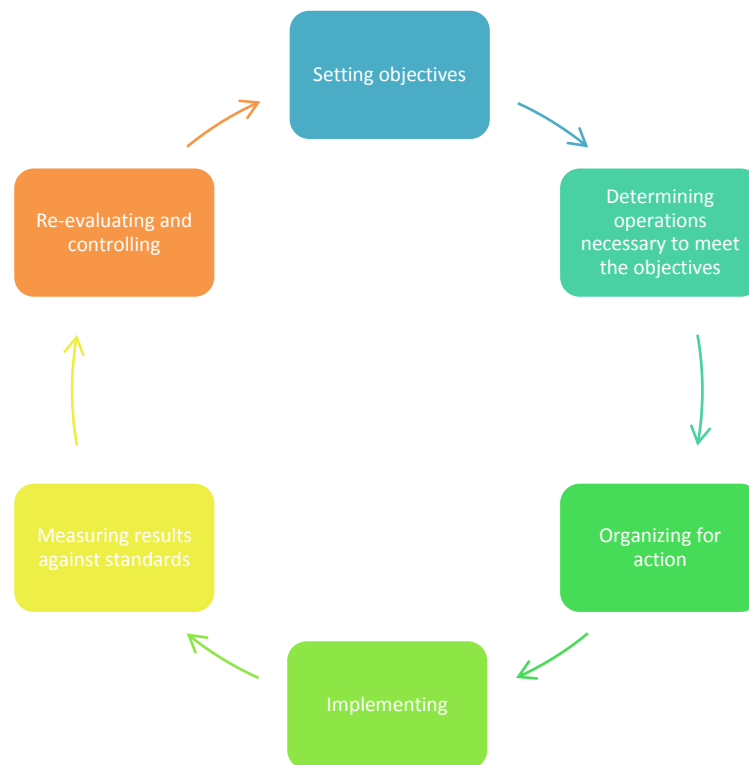 Setting objectives
Determining
operations
necessary to meet
the objectives
Organizing for
action
Implementing
Measuring results
against standards
Re-evaluating and
controlling